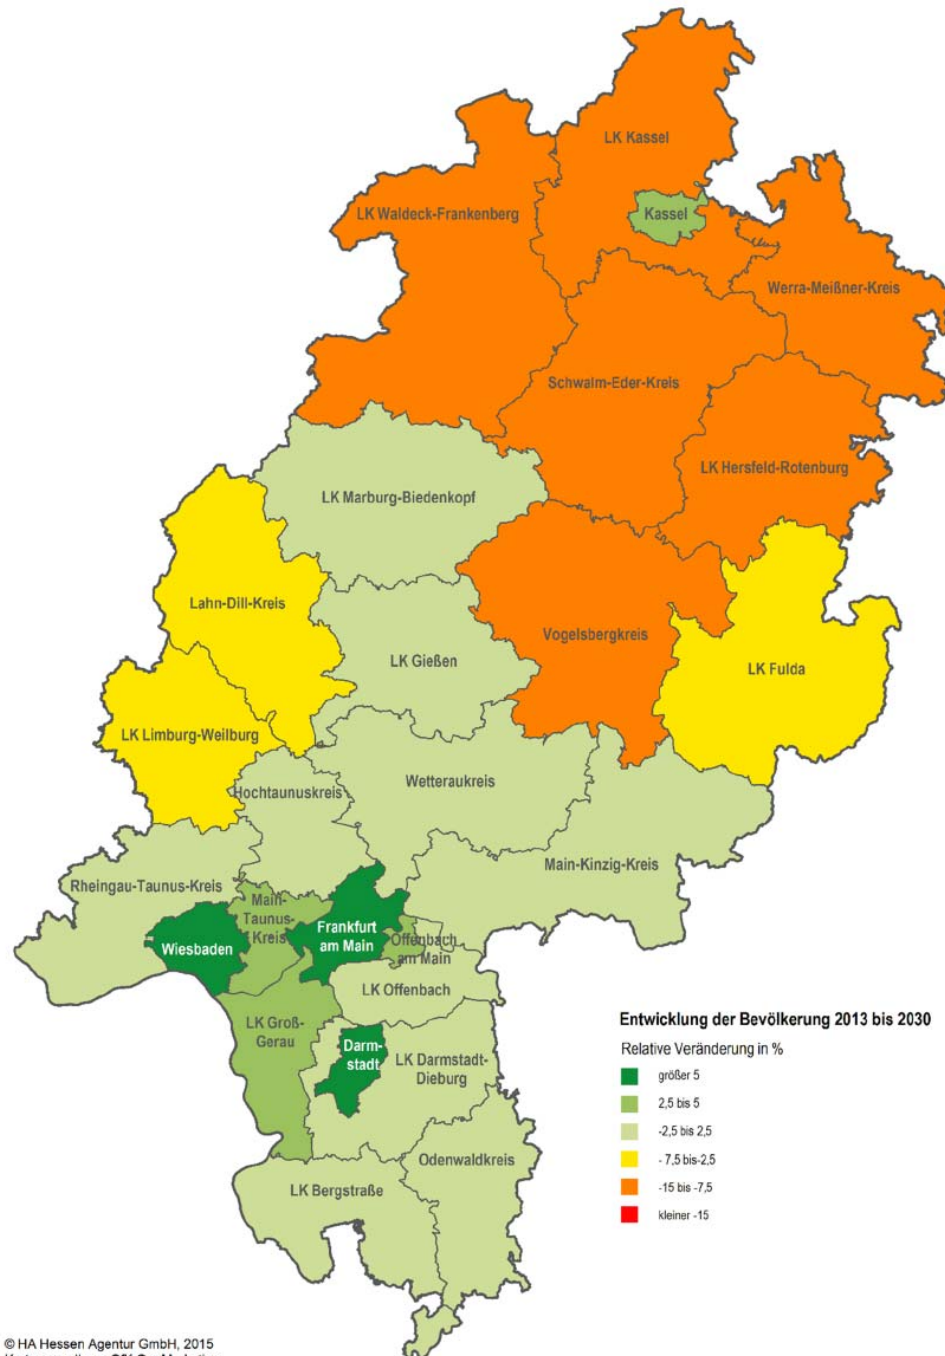 LK Kassel
Kassel
LK Waldeck-Frankenberg
Werra-Meißner-Kreis
Schwalm-Eder-Kreis
LK Hersfeld-Rotenburg
LK Marburg-Biedenkopf
Lahn-Dill-Kreis
Vogelsbergkreis
LK Gießen
LK Fulda
LK Limburg-Weilburg
Wetteraukreis
Hochtaunuskreis
Main-Kinzig-Kreis
Rheingau-Taunus-Kreis
Main-
Taunus-
Kreis
Wiesbaden
Frankfurt
am Main
Offenbach
am Main
LK Offenbach
LK Groß-
Gerau
Darm-
stadt
LK Darmstadt-
Dieburg
Odenwaldkreis
LK Bergstraße
Entwicklung der Bevölkerung 2013 bis 2030
Relative Veränderung in %
größer 5
2,5 bis 5
-2,5 bis 2,5
- 7,5 bis-2,5
-15 bis -7,5
kleiner -15
© HA Hessen Agentur GmbH, 2015